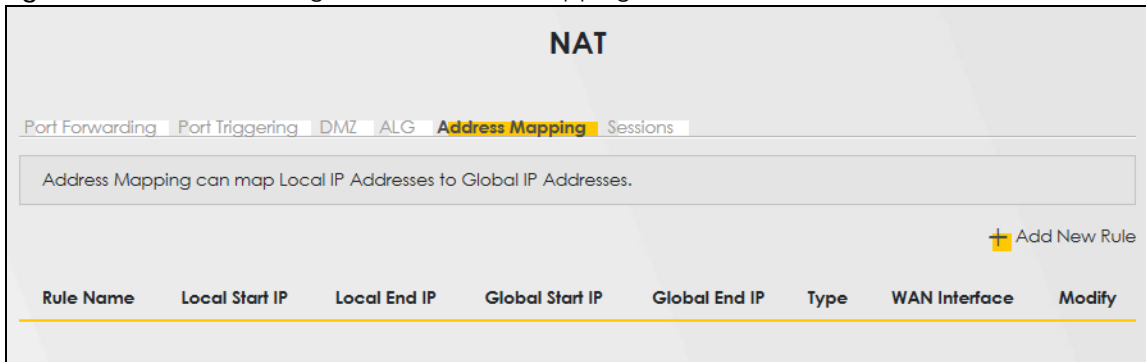 NAT
Port Forwarding Port Triggering DMZ ALG Address Mapping Sessions
Address Mapping can map Local IP Addresses to Global IP Addresses.
+ Add New Rule
Rule Name Local Start IP Local End IP Global Start IP Global End IP Type WAN Interface Modify